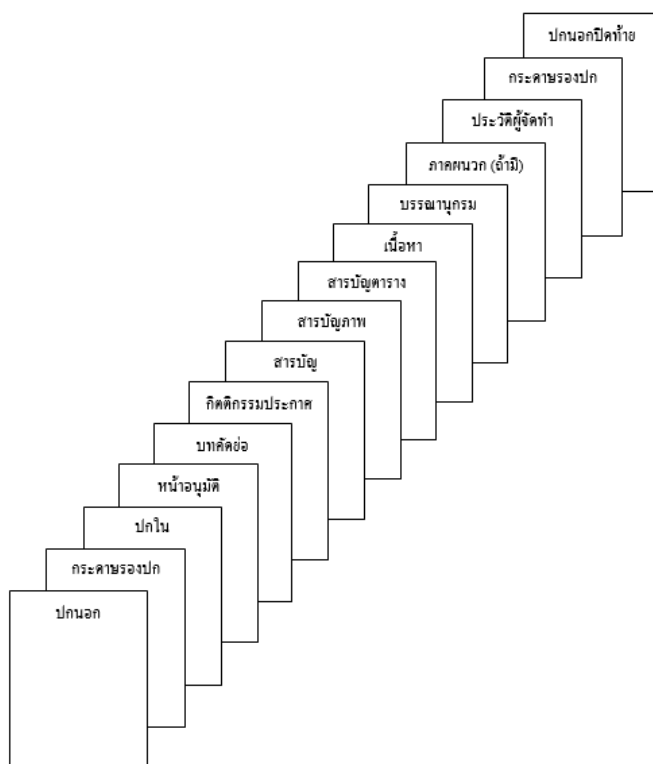 ปกนอกปิดท้าย
กระดาษรองปก
ประวัติผู้จัดทำ
ภาคผนวก (ถ้ามี)
บรรณานุกรม
เนื้อหา
สารบัญตาราง
สารบัญภาพ
สารบัญ
กิตติกรรมประกาศ
บทคัดย่อ
หน้าอนุมัติ
ปกใน
กระดาษรองปก
ปกนอก